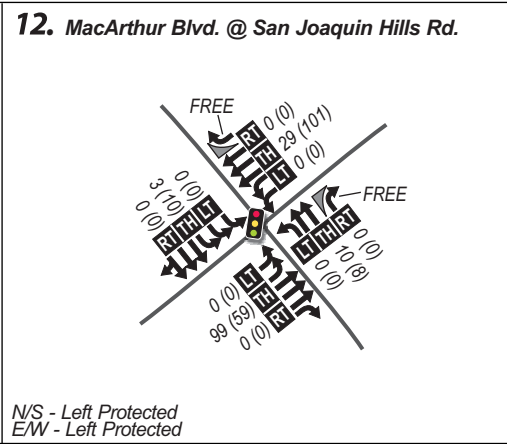 12. MacArthur Blvd. @ San Joaquin Hills Rd.
FREE
RT 0 (0)
TH 29 (101)
LT 0 (0)
FREE
0 (0) LT
3 (10) TH
0 (0) RT
LT TH RT
0 (0)
10 (8)
0 (0)
0 (0) LT
99 (59) TH
0 (0) RT
N/S - Left Protected
E/W - Left Protected